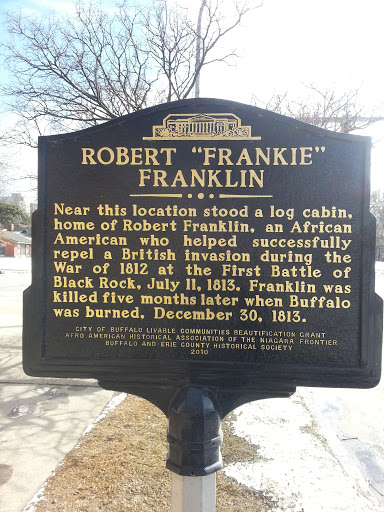 ROBERT "FRANKIE"
FRANKLIN
Near this location stood a log cabin,
home of Robert Franklin, an African
American who helped successfully
repel a British invasion during the
War of 1812 at the First Battle of
Black Rock, July 11, 1813. Franklin was
killed five months later when Buffalo
was burned, December 30, 1813.
CITY OF BUFFALO LIVABLE COMMUNITIES BEAUTIFICATION GRANT
AFRO AMERICAN HISTORICAL ASSOCIATION OF THE NIAGARA FRONTIER
BUFFALO AND ERIE COUNTY HISTORICAL SOCIETY
2010